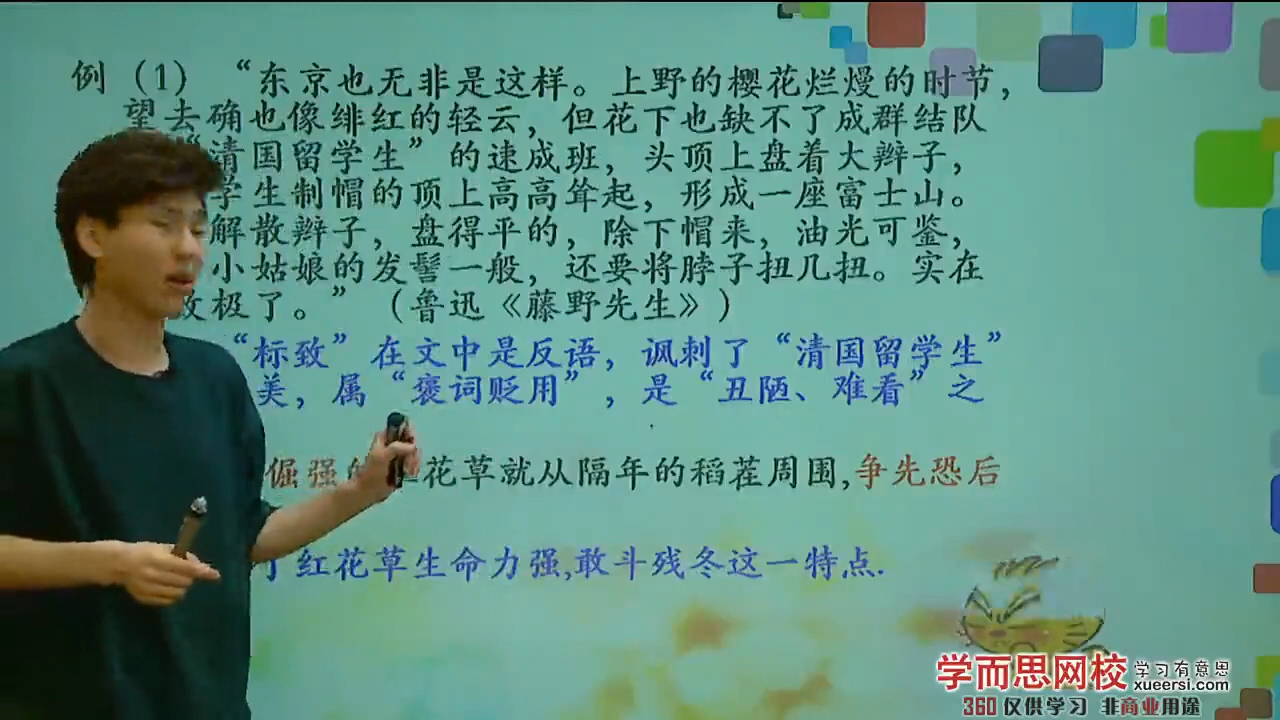 例（1）“东京也无非是这样。上野的樱花烂熳的时节，
望去确也像绯红的轻云，但花下也缺不了成群结队
“清国留学生”的速成班，头顶上盘着大辫子，
学生制帽的顶上高高耸起，形成一座富士山。
解散辫子，盘得平的，除下帽来，油光可鉴，
小姑娘的发髻一般，还要将脖子扭几扭。实在
极了。”（鲁迅《藤野先生》）
“标致”在文中是反语，讽刺了“清国留学生”
美，属“褒词贬用”，是“丑陋、难看”之
倔强的 花草就从隔年的稻茬周围,争先恐后
红花草生命力强,敢斗残冬这一特点.
学而思网校 学习有意思
xueersi.com
360 仅供学习 非商业用途